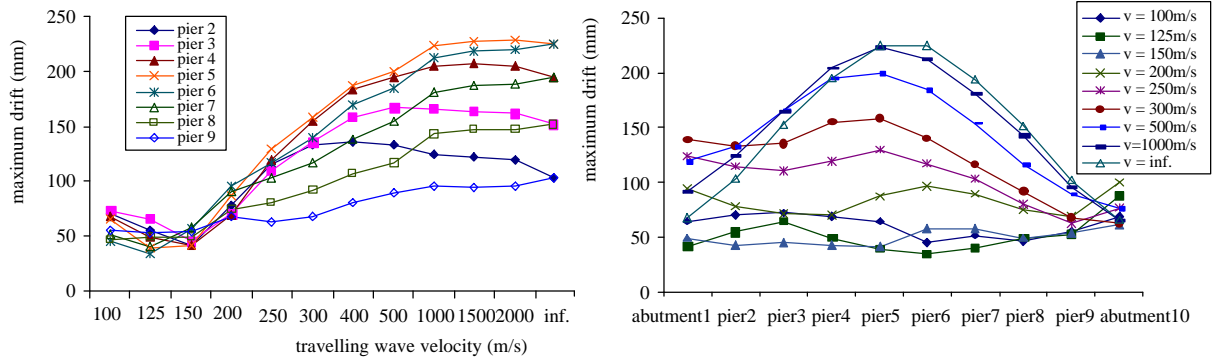 250
200
150
100
50
0
maximum drift (mm)
pier 2
pier 3
pier 4
pier 5
pier 6
pier 7
pier 8
pier 9
100 125 150 200 250 300 400 500 1000 1500 2000 inf.
travelling wave velocity (m/s)
250
200
150
100
50
0
maximum drift (mm)
v = 100m/s
v = 125m/s
v = 150m/s
v = 200m/s
v = 250m/s
v = 300m/s
v = 500m/s
v=1000m/s
v = inf.
abutment1 pier2 pier3 pier4 pier5 pier6 pier7 pier8 pier9 abutment10